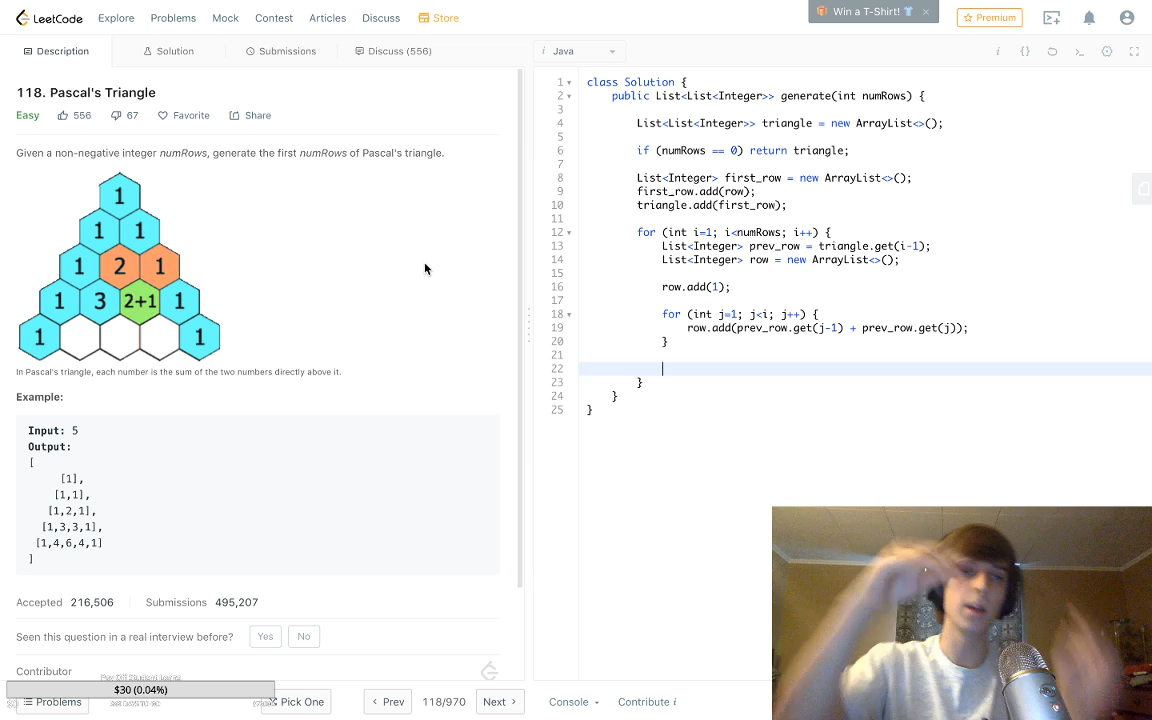 LeetCode Explore Problems Mock Contest Articles Discuss Store Win a T-Shirt! × Premium
Description Solution Submissions Discuss (556) i Java
118. Pascal's Triangle
Easy 556 67 Favorite Share
Given a non-negative integer numRows, generate the first numRows of Pascal's triangle.
1
1 1
1 2 1
1 3 2+1 1
1 1
In Pascal's triangle, each number is the sum of the two numbers directly above it.
Example:
Input: 5
Output:
[
[1],
[1,1],
[1,2,1],
[1,3,3,1],
[1,4,6,4,1]
]
Accepted 216,506 Submissions 495,207
Seen this question in a real interview before? Yes No
Contributor
$30 (0.04%)
Problems Pick One Prev 118/970 Next Console Contribute i
1 class Solution {
2 public List<List<Integer>> generate(int numRows) {
3
4 List<List<Integer>> triangle = new ArrayList<>();
5
6 if (numRows == 0) return triangle;
7
8 List<Integer> first_row = new ArrayList<>();
9 first_row.add(row);
10 triangle.add(first_row);
11
12 for (int i=1; i<numRows; i++) {
13 List<Integer> prev_row = triangle.get(i-1);
14 List<Integer> row = new ArrayList<>();
15
16 row.add(1);
17
18 for (int j=1; j<i; j++) {
19 row.add(prev_row.get(j-1) + prev_row.get(j));
20 }
21
22
23 }
24 }
25 }